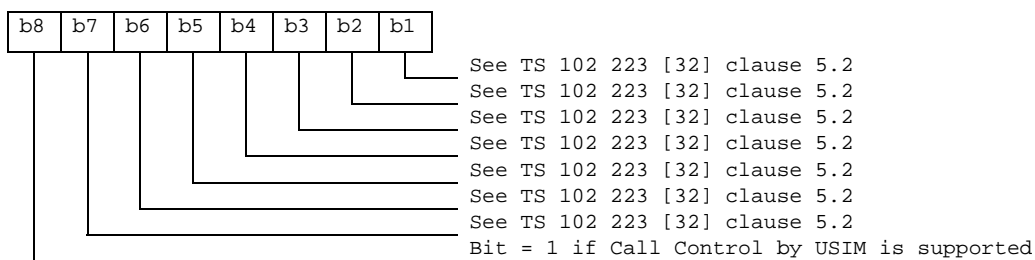 b8 b7 b6 b5 b4 b3 b2 b1
See TS 102 223 [32] clause 5.2
See TS 102 223 [32] clause 5.2
See TS 102 223 [32] clause 5.2
See TS 102 223 [32] clause 5.2
See TS 102 223 [32] clause 5.2
See TS 102 223 [32] clause 5.2
See TS 102 223 [32] clause 5.2
Bit = 1 if Call Control by USIM is supported